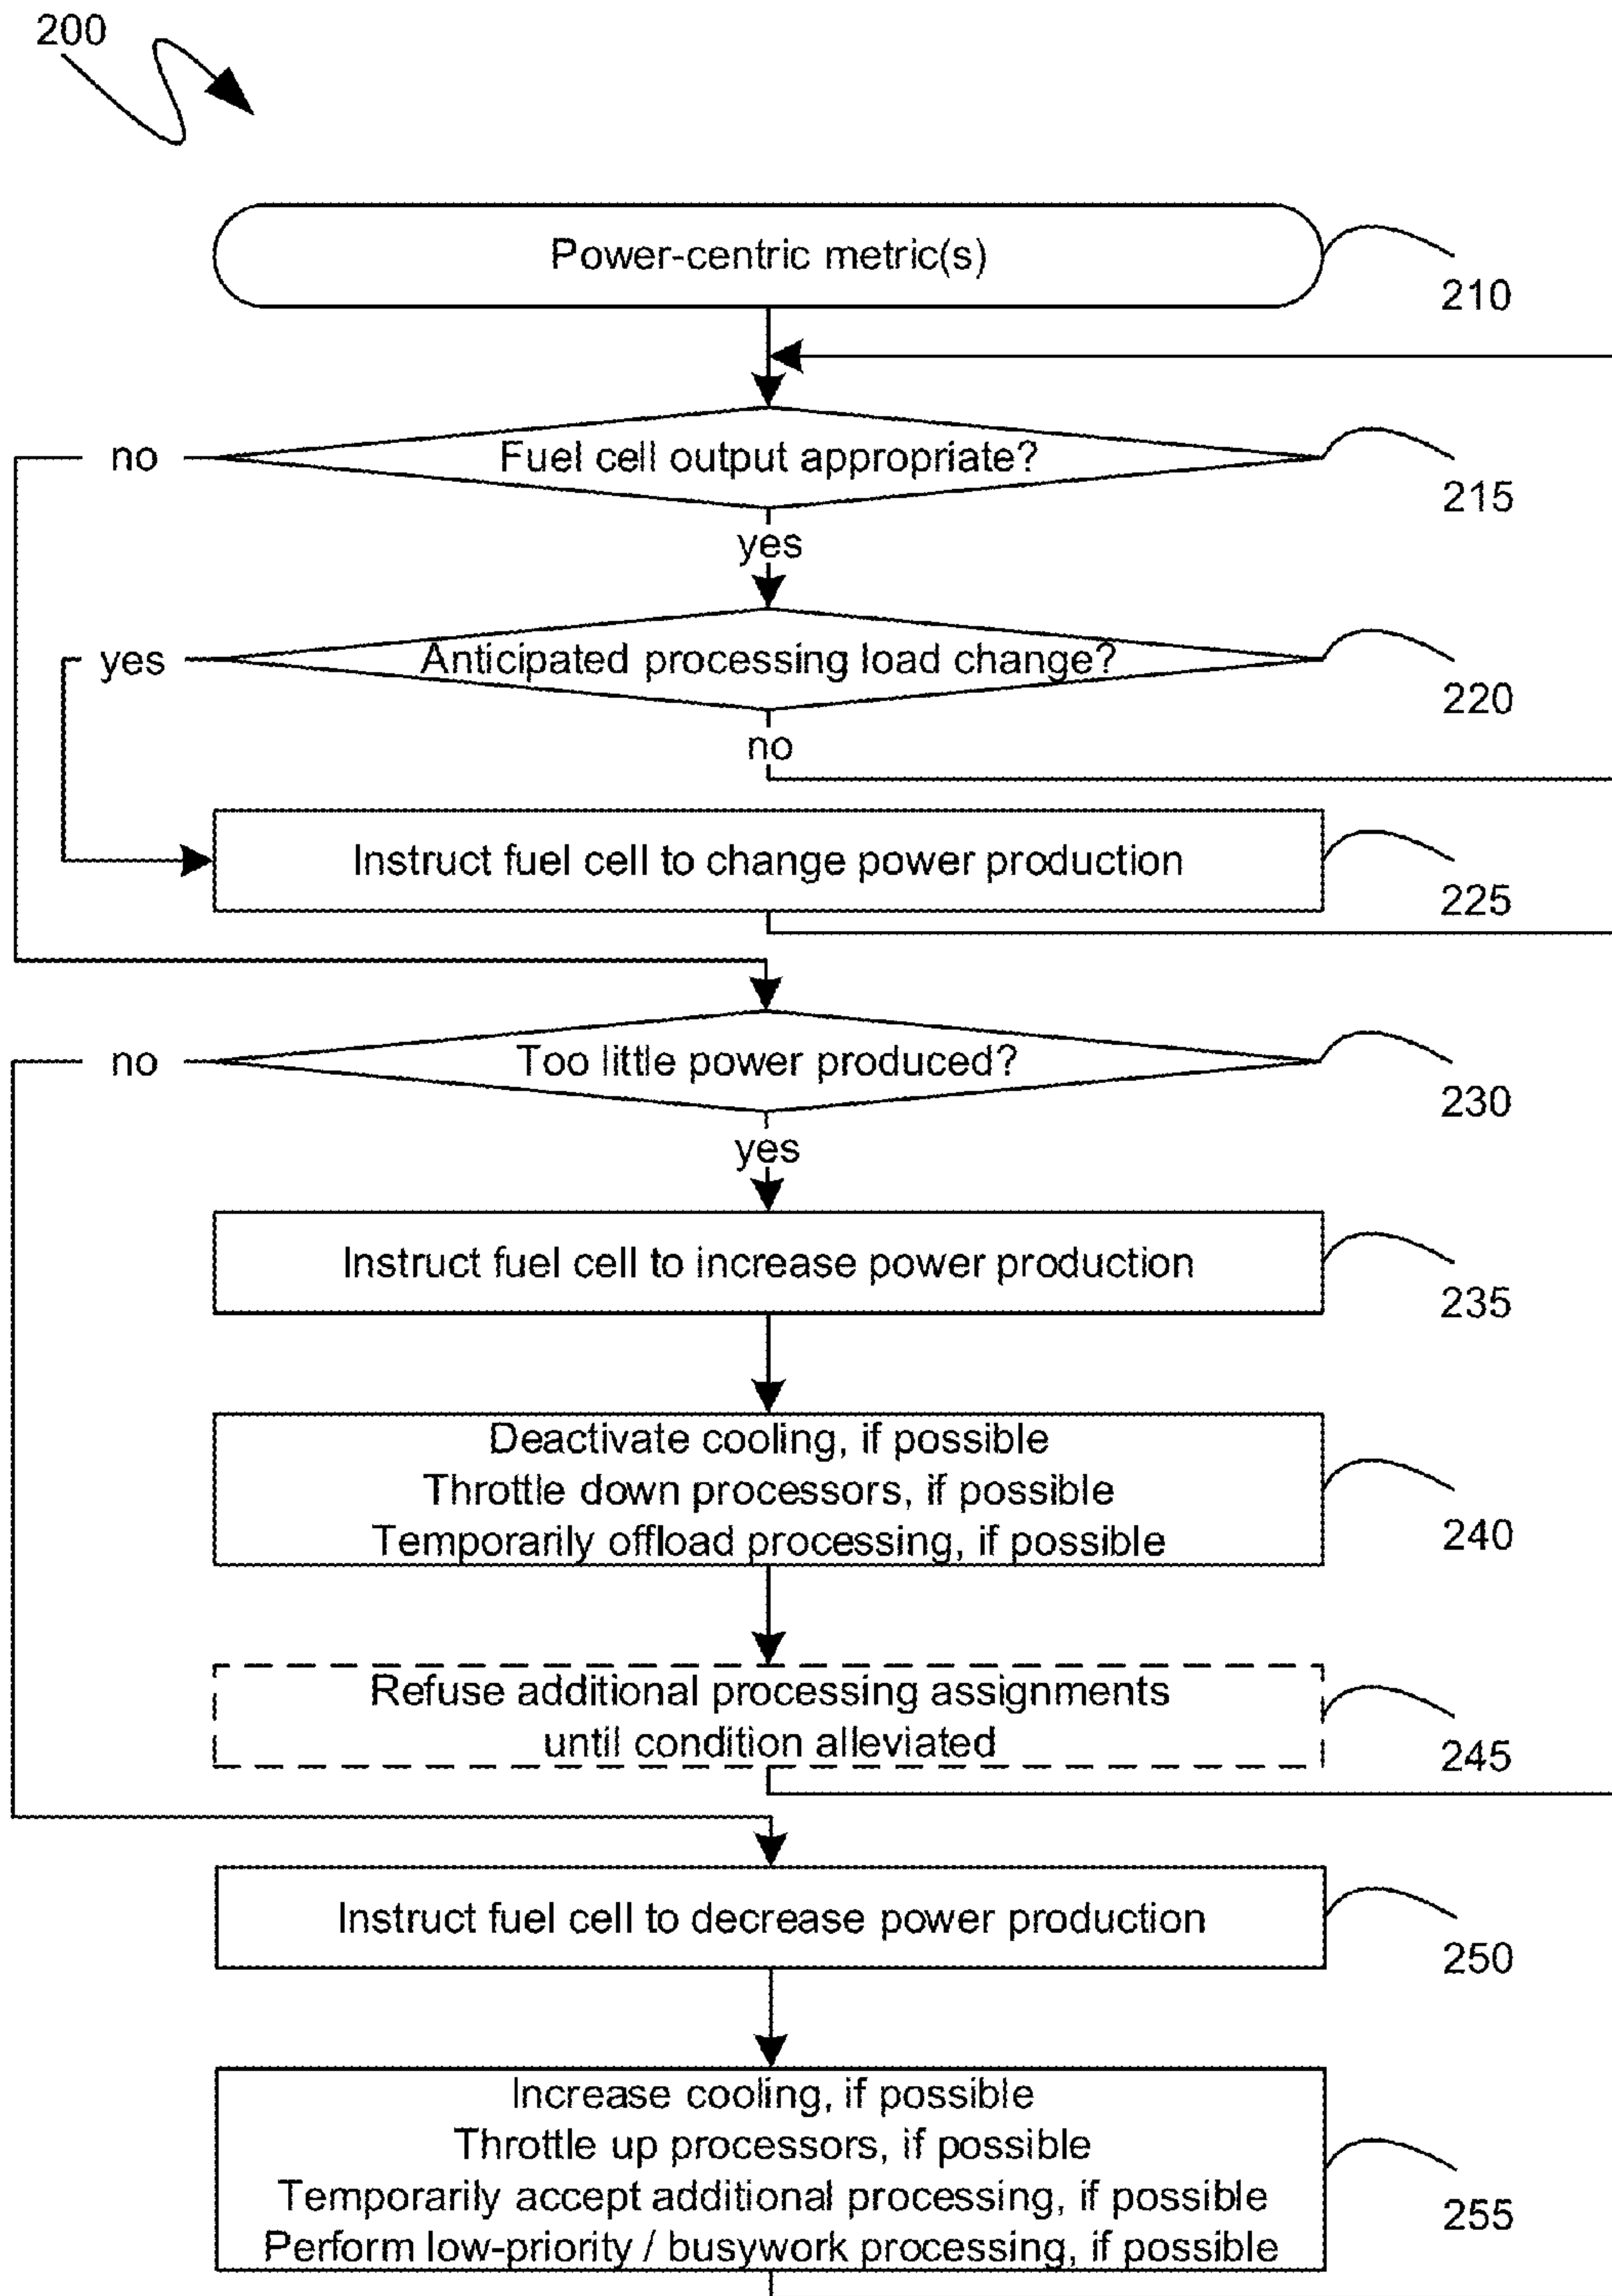 200
Power-centric metric(s)
210
no
Fuel cell output appropriate?
215
yes
yes
Anticipated processing load change?
220
no
Instruct fuel cell to change power production
225
no
Too little power produced?
230
yes
Instruct fuel cell to increase power production
235
Deactivate cooling, if possible
Throttle down processors, if possible
Temporarily offload processing, if possible
240
Refuse additional processing assignments
until condition alleviated
245
Instruct fuel cell to decrease power production
250
Increase cooling, if possible
Throttle up processors, if possible
Temporarily accept additional processing, if possible
Perform low-priority / busywork processing, if possible
255